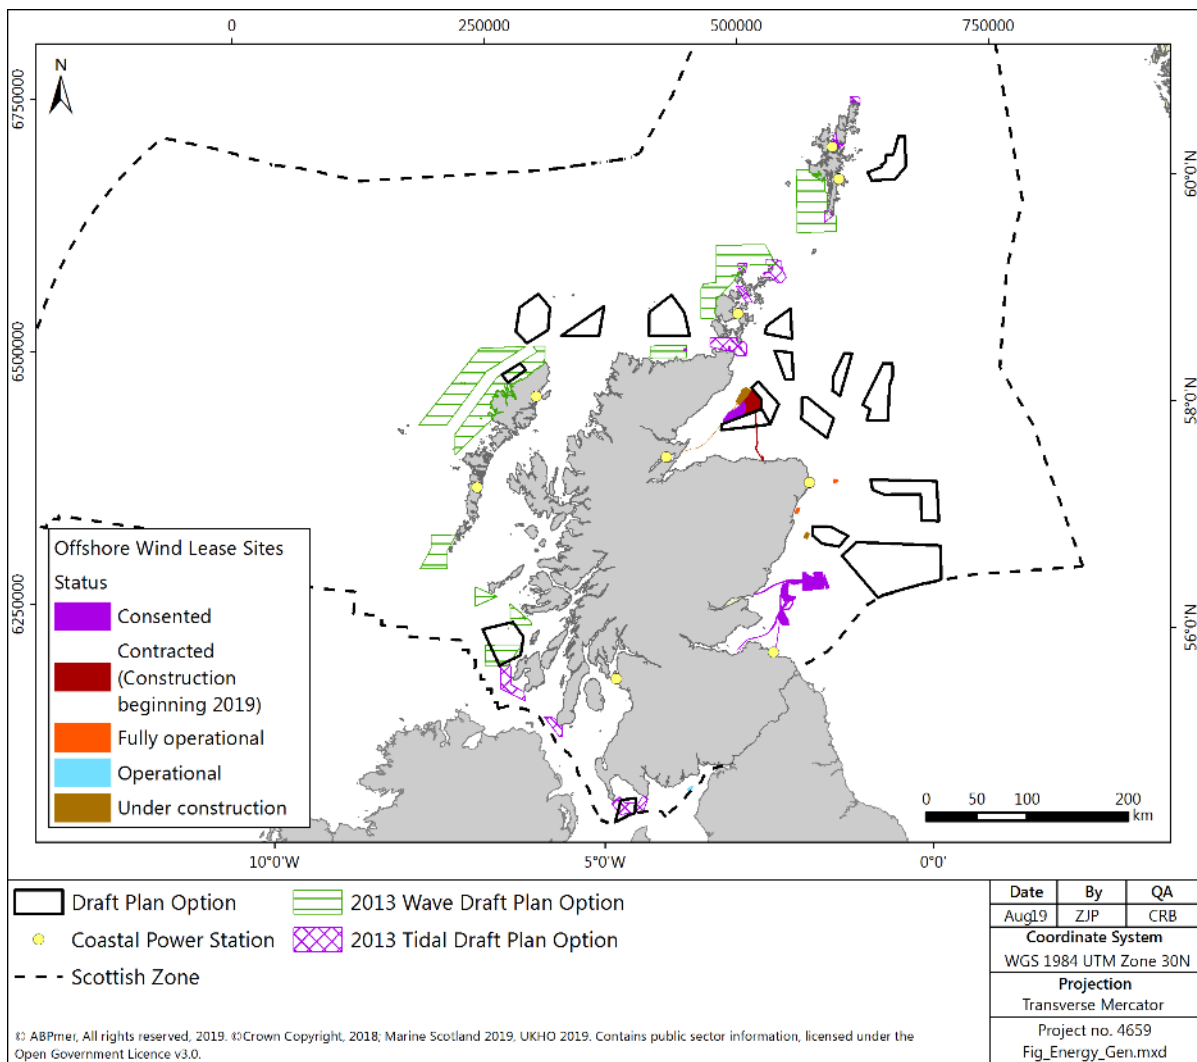 0 250000 500000 750000
N
6750000
6500000
6250000
60°0'N
58°0'N
56°0'N
Offshore Wind Lease Sites
Status
Consented
Contracted
(Construction
beginning 2019)
Fully operational
Operational
Under construction
0 50 100 200
km
10°0'W 5°0'W 0°0'
Draft Plan Option
2013 Wave Draft Plan Option
Coastal Power Station
2013 Tidal Draft Plan Option
Scottish Zone
Date By QA
Aug19 ZJP CRB
Coordinate System
WGS 1984 UTM Zone 30N
Projection
Transverse Mercator
Project no. 4659
Fig_Energy_Gen.mxd
© ABPmer, All rights reserved, 2019. ©Crown Copyright, 2018; Marine Scotland 2019, UKHO 2019. Contains public sector information, licensed under the
Open Government Licence v3.0.